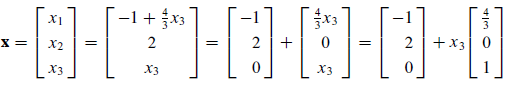 x = [x₁ x₂ x₃] = [−1 + 4/3 x₃ 2 x₃] = [−1 2 0] + [4/3 x₃ 0 x₃] = [−1 2 0] + x₃ [4/3 0 1]